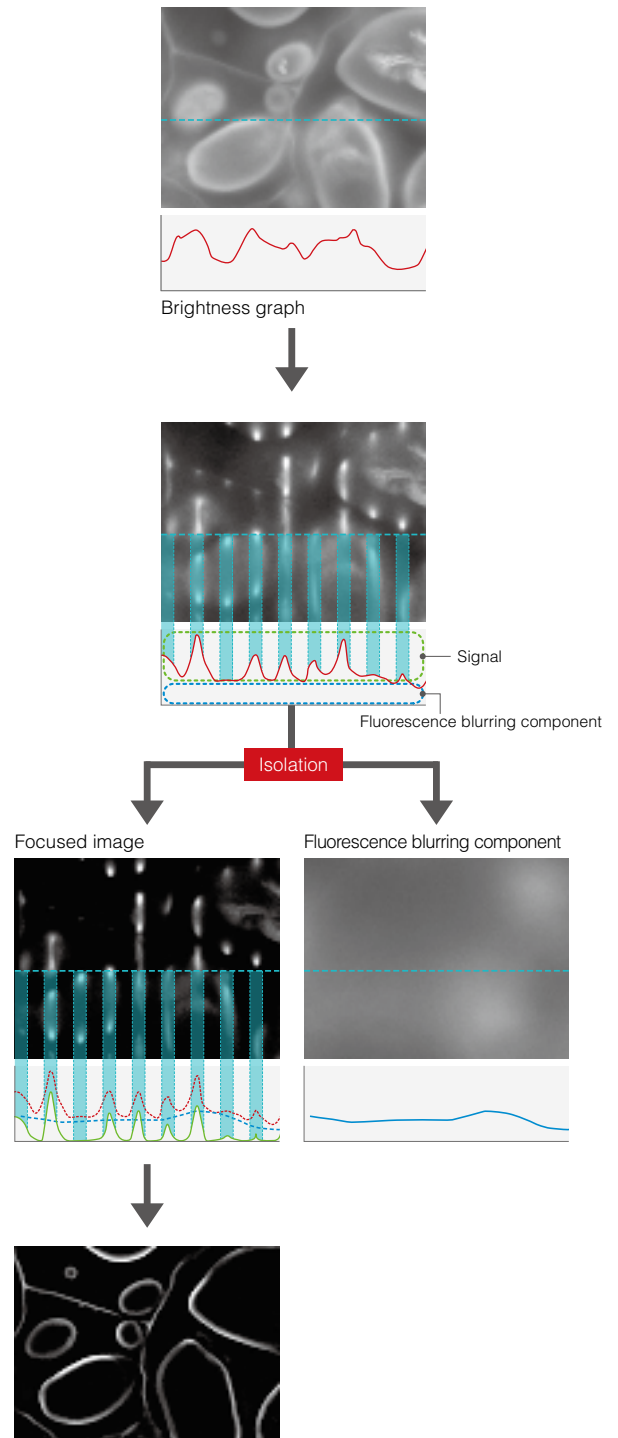 Brightness graph
Signal
Fluorescence blurring component
Isolation
Focused image
Fluorescence blurring component